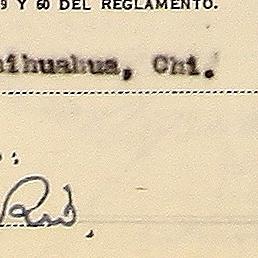 9 Y 60 DEL REGLAMENTO.
hihuahua, Chi.
: